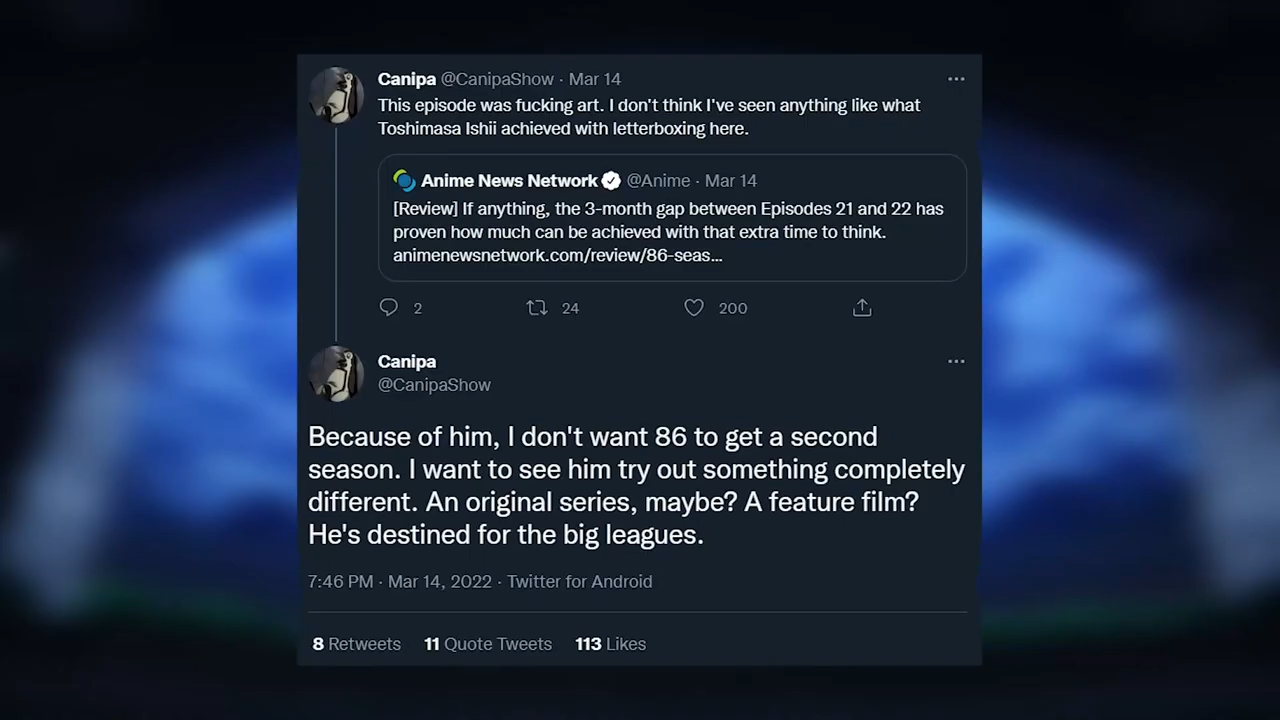 Canipa @CanipaShow · Mar 14
This episode was fucking art. I don't think I've seen anything like what
Toshimasa Ishii achieved with letterboxing here.
Anime News Network @Anime · Mar 14
[Review] If anything, the 3-month gap between Episodes 21 and 22 has
proven how much can be achieved with that extra time to think.
animenewsnetwork.com/review/86-seas...
2 24 200
Canipa
@CanipaShow
Because of him, I don't want 86 to get a second
season. I want to see him try out something completely
different. An original series, maybe? A feature film?
He's destined for the big leagues.
7:46 PM · Mar 14, 2022 · Twitter for Android
8 Retweets 11 Quote Tweets 113 Likes